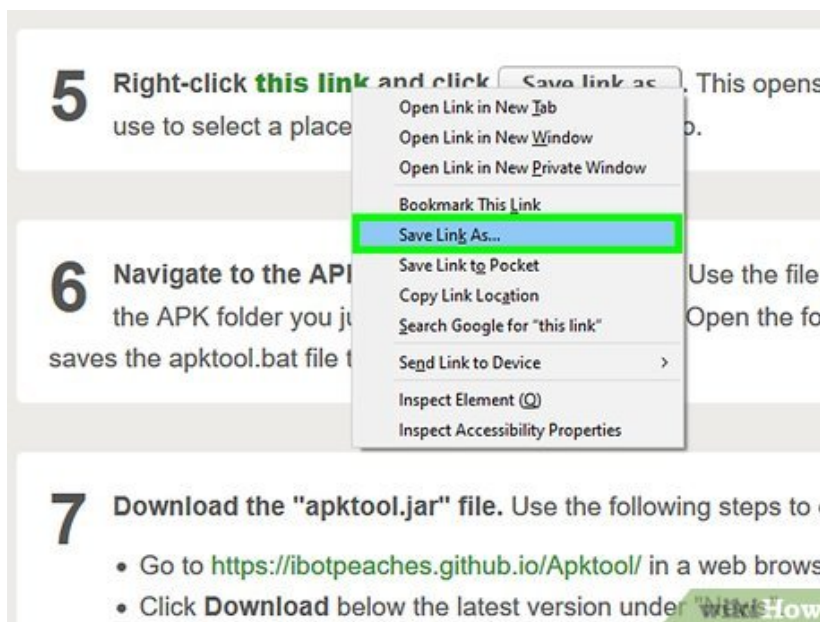 5 Right-click this link and click Save link as . This opens
use to select a place
o.
Open Link in New Tab
Open Link in New Window
Open Link in New Private Window
Bookmark This Link
Save Link As...
Save Link to Pocket
Copy Link Location
Search Google for "this link"
Send Link to Device >
Inspect Element (Q)
Inspect Accessibility Properties
6 Navigate to the AP
Use the file
the APK folder you ju
Open the fo
saves the apktool.bat file t
7 Download the "apktool.jar" file. Use the following steps to
• Go to https://ibotpeaches.github.io/Apktool/ in a web brows
• Click Download below the latest version under
wikiHow